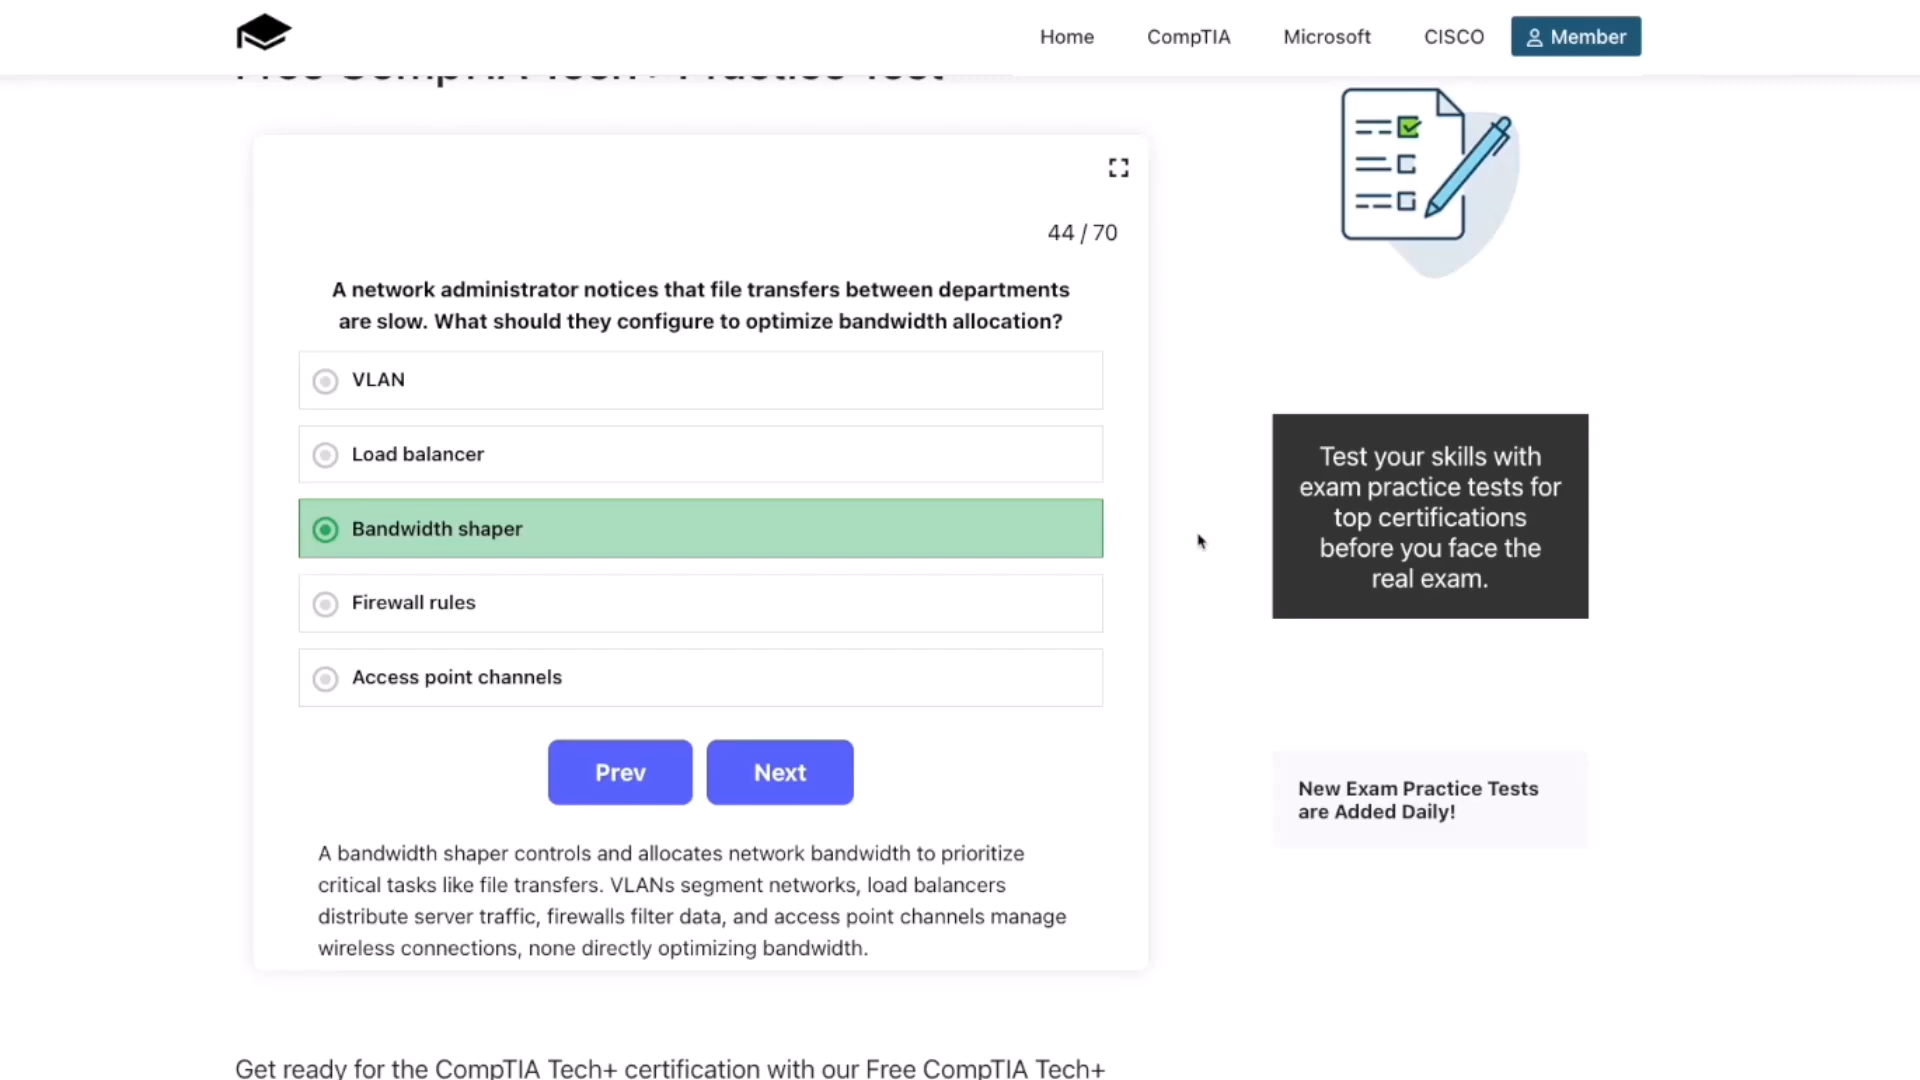 Home
CompTIA
Microsoft
CISCO
Member
Free CompTIA Tech+ Practice Test
44 / 70
A network administrator notices that file transfers between departments
are slow. What should they configure to optimize bandwidth allocation?
VLAN
Load balancer
Bandwidth shaper
Firewall rules
Access point channels
Prev
Next
A bandwidth shaper controls and allocates network bandwidth to prioritize
critical tasks like file transfers. VLANs segment networks, load balancers
distribute server traffic, firewalls filter data, and access point channels manage
wireless connections, none directly optimizing bandwidth.
Test your skills with
exam practice tests for
top certifications
before you face the
real exam.
New Exam Practice Tests
are Added Daily!
Get ready for the CompTIA Tech+ certification with our Free CompTIA Tech+